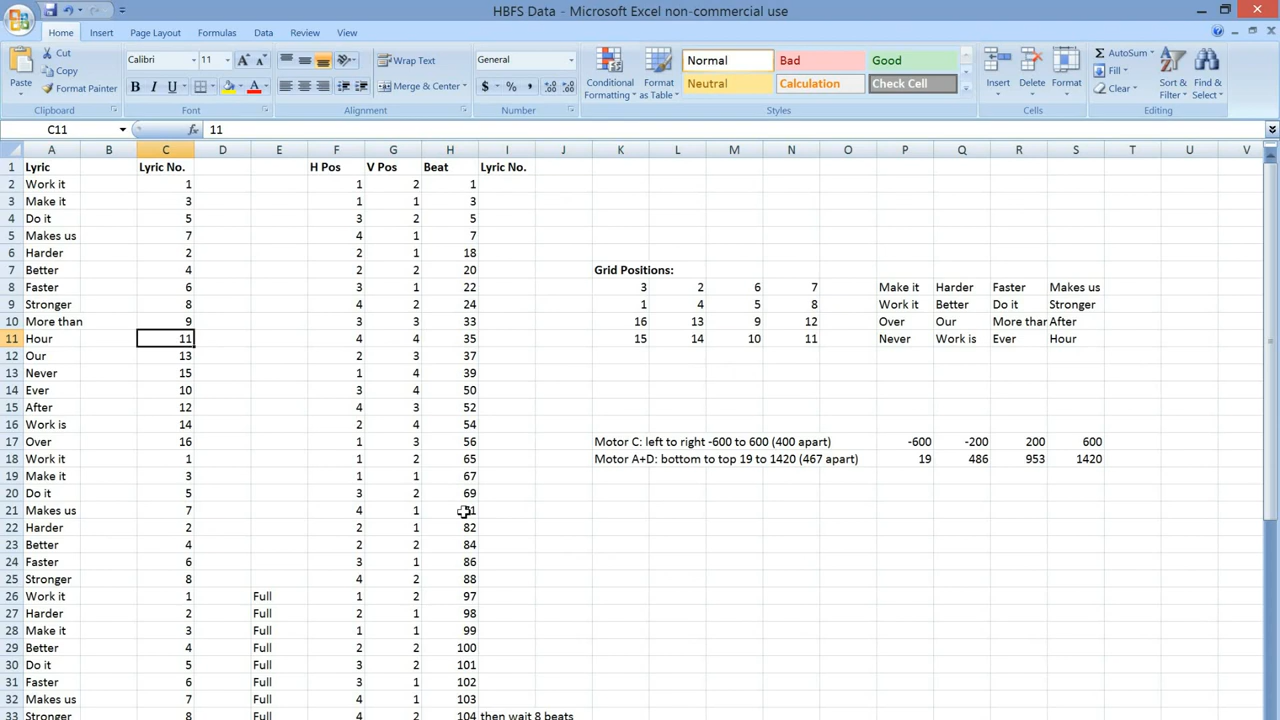 HBFS Data - Microsoft Excel non-commercial use
Home Insert Page Layout Formulas Data Review View
Cut Calibri 11 A A Wrap Text General Normal Bad Good AutoSum
Copy Fill
Paste Format Painter B I U A Merge & Center $ % , Conditional Formatting Format as Table Neutral Calculation Check Cell Insert Delete Format Clear Sort & Filter Find & Select
Clipboard Font Alignment Number Styles Cells Editing
C11 fx 11
A B C D E F G H I J K L M N O P Q R S T U V
1 Lyric Lyric No. H Pos V Pos Beat Lyric No.
2 Work it 1 1 2 1
3 Make it 3 1 1 3
4 Do it 5 3 2 5
5 Makes us 7 4 1 7
6 Harder 2 2 1 18
7 Better 4 2 2 20 Grid Positions:
8 Faster 6 3 1 22 3 2 6 7 Make it Harder Faster Makes us
9 Stronger 8 4 2 24 1 4 5 8 Work it Better Do it Stronger
10 More than 9 3 3 33 16 13 9 12 Over Our More thar After
11 Hour 11 4 4 35 15 14 10 11 Never Work is Ever Hour
12 Our 13 2 3 37
13 Never 15 1 4 39
14 Ever 10 3 4 50
15 After 12 4 3 52
16 Work is 14 2 4 54
17 Over 16 1 3 56 Motor C: left to right -600 to 600 (400 apart) -600 -200 200 600
18 Work it 1 1 2 65 Motor A+D: bottom to top 19 to 1420 (467 apart) 19 486 953 1420
19 Make it 3 1 1 67
20 Do it 5 3 2 69
21 Makes us 7 4 1
22 Harder 2 2 1 82
23 Better 4 2 2 84
24 Faster 6 3 1 86
25 Stronger 8 4 2 88
26 Work it 1 Full 1 2 97
27 Harder 2 Full 2 1 98
28 Make it 3 Full 1 1 99
29 Better 4 Full 2 2 100
30 Do it 5 Full 3 2 101
31 Faster 6 Full 3 1 102
32 Makes us 7 Full 4 1 103
33 Stronger 8 Full 4 2 104 then wait 8 beats